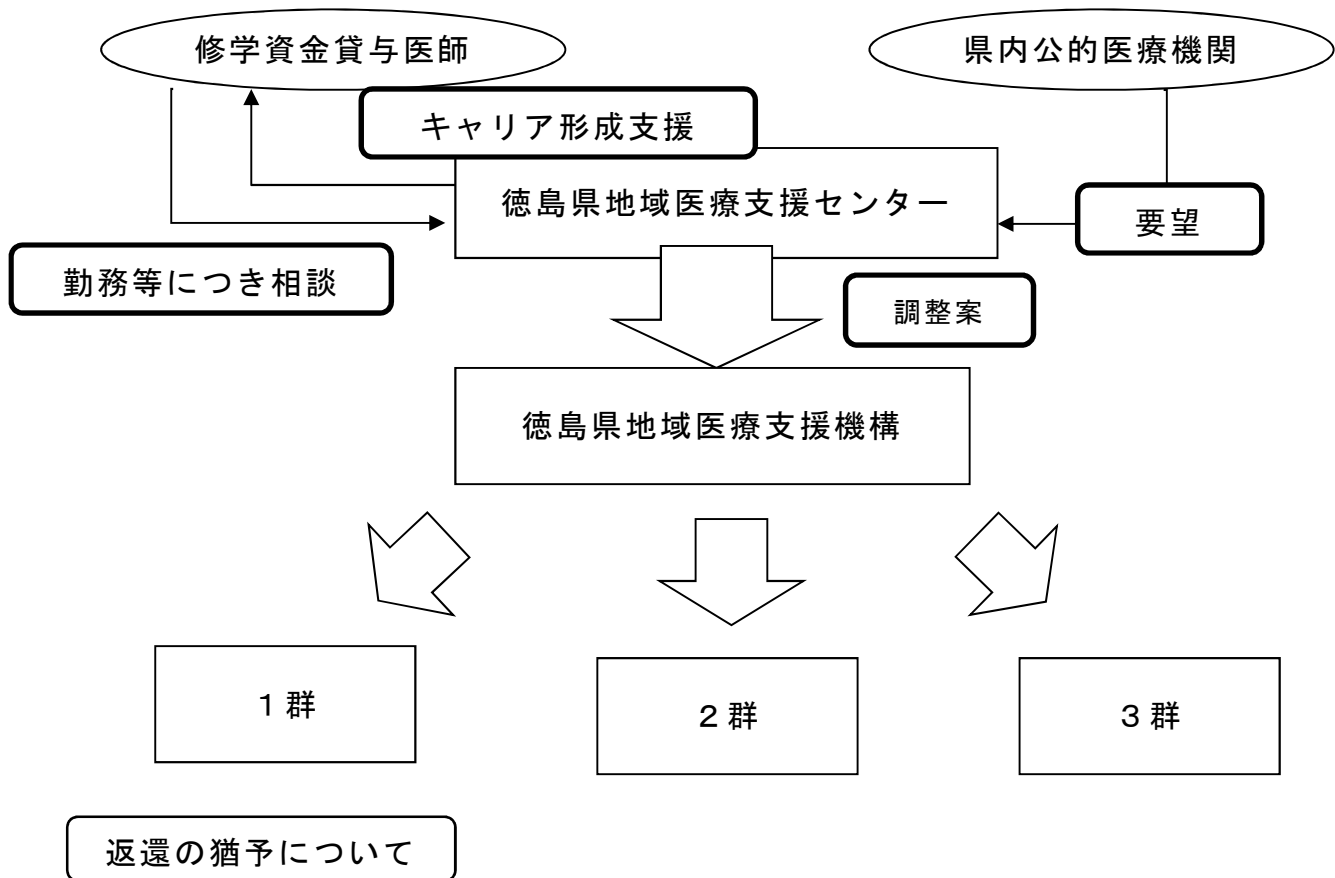 修学資金貸与医師
県内公的医療機関
キャリア形成支援
徳島県地域医療支援センター
要望
勤務等につき相談
調整案
徳島県地域医療支援機構
1群
2群
3群
返還の猶予について